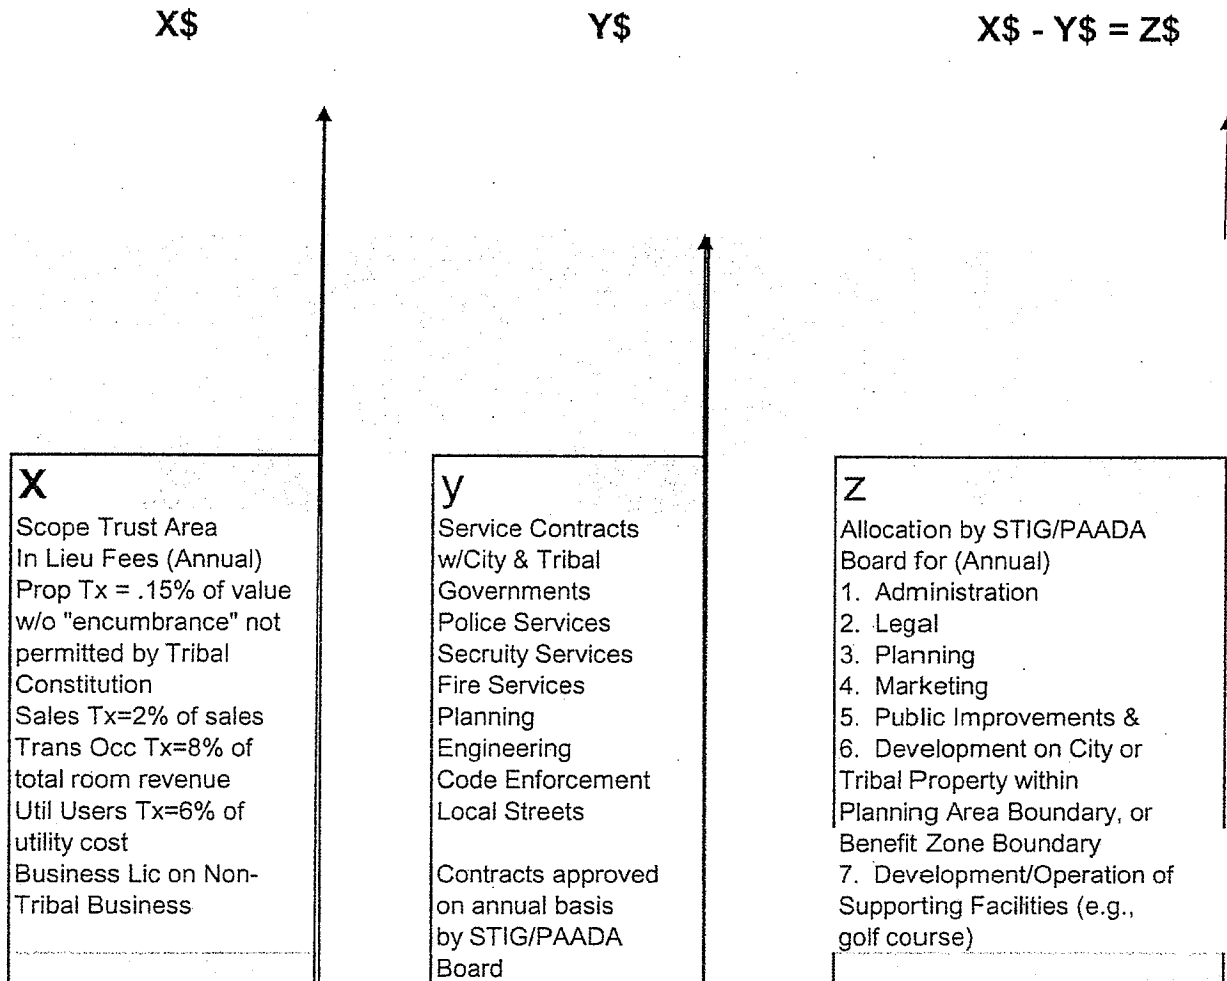 X$
Y$
X$ - Y$ = Z$
X
Scope Trust Area
In Lieu Fees (Annual)
Prop Tx = .15% of value
w/o "encumbrance" not
permitted by Tribal
Constitution
Sales Tx=2% of sales
Trans Occ Tx=8% of
total room revenue
Util Users Tx=6% of
utility cost
Business Lic on Non-
Tribal Business
y
Service Contracts
w/City & Tribal
Governments
Police Services
Secruity Services
Fire Services
Planning
Engineering
Code Enforcement
Local Streets
Contracts approved
on annual basis
by STIG/PAADA
Board
z
Allocation by STIG/PAADA
Board for (Annual)
1. Administration
2. Legal
3. Planning
4. Marketing
5. Public Improvements &
6. Development on City or
Tribal Property within
Planning Area Boundary, or
Benefit Zone Boundary
7. Development/Operation of
Supporting Facilities (e.g.,
golf course)